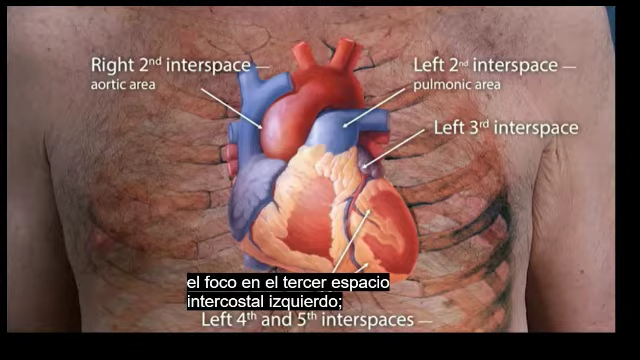 Right 2nd interspace
aortic area
Left 2nd interspace
pulmonic area
Left 3rd interspace
el foco en el tercer espacio
intercostal izquierdo;
Left 4th and 5th interspaces